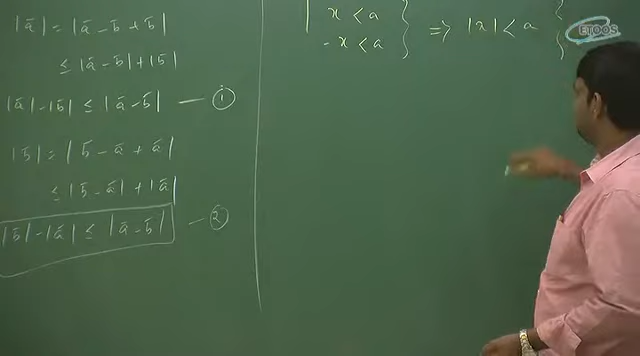 |a̅| = |a̅ - b̅ + b̅|
≤ |a̅ - b̅| + |b̅|
|a̅| - |b̅| ≤ |a̅ - b̅| — ①
|b̅| = |b̅ - a̅ + a̅|
≤ |b̅ - a̅| + |a̅|
|b̅| - |a̅| ≤ |a̅ - b̅| — ②
x < a
- x < a } ⇒ |x| < a
ETOOS